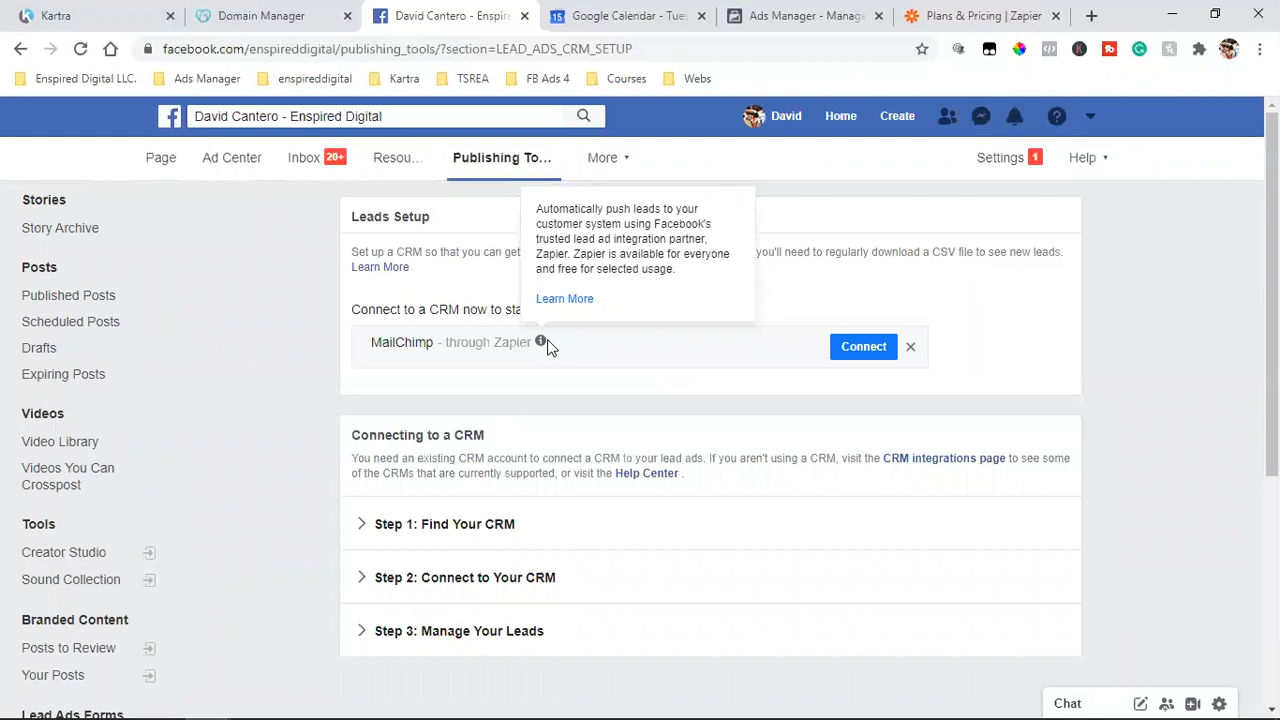 Kartra
Domain Manager
David Cantero - Enspire
Google Calendar - Tues
Ads Manager - Manage
Plans & Pricing | Zapier
facebook.com/enspireddigital/publishing_tools/?section=LEAD_ADS_CRM_SETUP
Enspired Digital LLC.
Ads Manager
enspireddigital
Kartra
TSREA
FB Ads 4
Courses
Webs
David Cantero - Enspired Digital
David
Home
Create
Page
Ad Center
Inbox 20+
Resou...
Publishing To...
More
Settings 1
Help
Stories
Story Archive
Posts
Published Posts
Scheduled Posts
Drafts
Expiring Posts
Videos
Video Library
Videos You Can
Crosspost
Tools
Creator Studio
Sound Collection
Branded Content
Posts to Review
Your Posts
Lead Ads Forms
Leads Setup
Set up a CRM so that you can get
you'll need to regularly download a CSV file to see new leads.
Learn More
Automatically push leads to your
customer system using Facebook's
trusted lead ad integration partner,
Zapier. Zapier is available for everyone
and free for selected usage.
Learn More
Connect to a CRM now to sta
MailChimp - through Zapier
Connect
Connecting to a CRM
You need an existing CRM account to connect a CRM to your lead ads. If you aren't using a CRM, visit the CRM integrations page to see some
of the CRMs that are currently supported, or visit the Help Center .
Step 1: Find Your CRM
Step 2: Connect to Your CRM
Step 3: Manage Your Leads
Chat